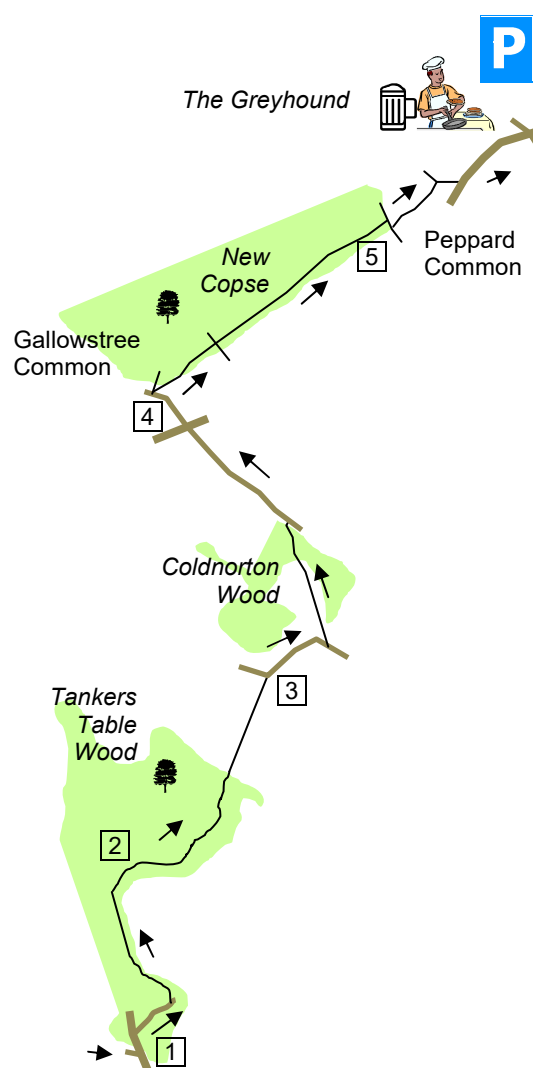 P
The Greyhound
Peppard
Common
5
New
Copse
Gallowstree
Common
4
Coldnorton
Wood
3
Tankers
Table
Wood
2
1